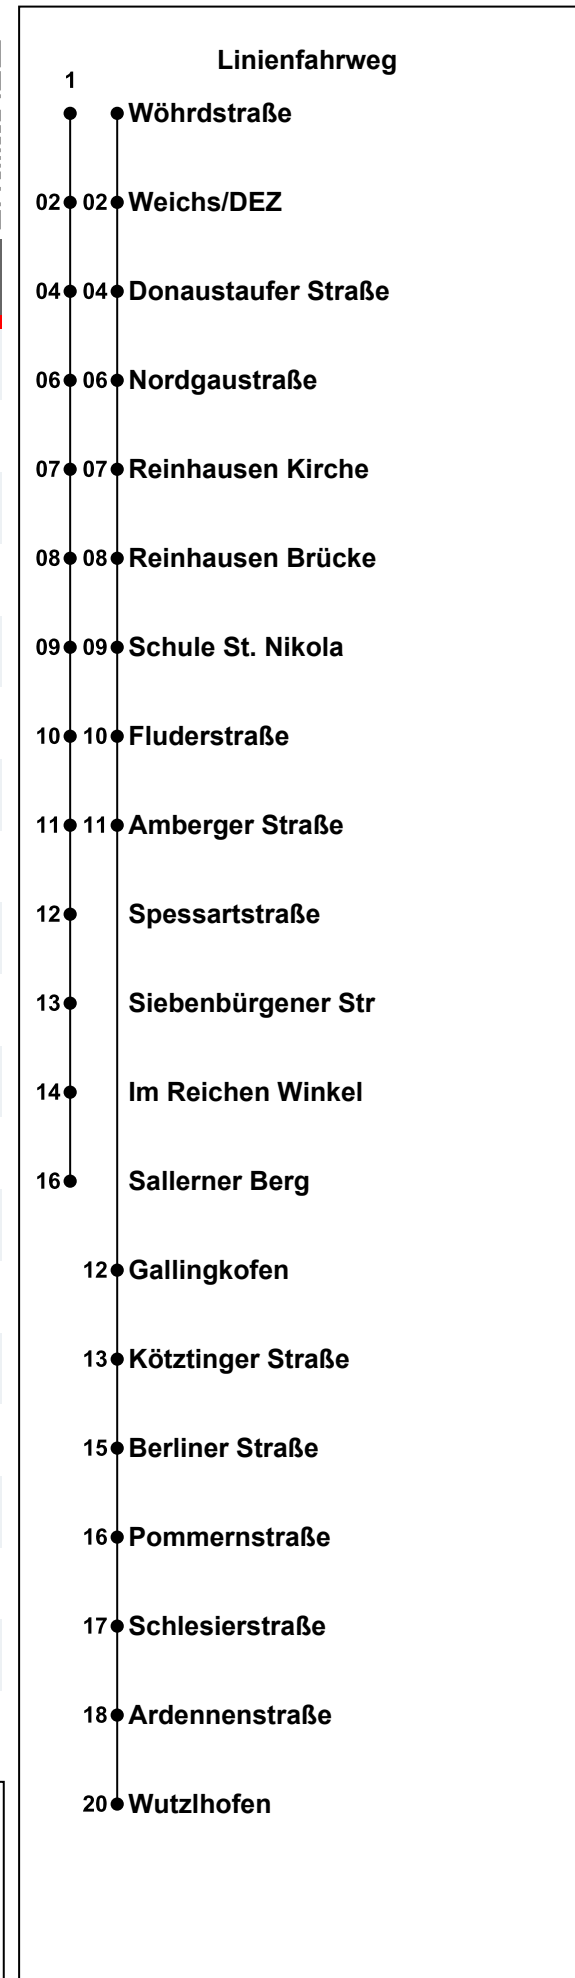 Linienfahrweg
1
Wöhrdstraße
02 02 Weichs/DEZ
04 04 Donaustaufer Straße
06 06 Nordgaustraße
07 07 Reinhausen Kirche
08 08 Reinhausen Brücke
09 09 Schule St. Nikola
10 10 Fluderstraße
11 11 Amberger Straße
12 Spessartstraße
13 Siebenbürgener Str
14 Im Reichen Winkel
16 Sallerner Berg
12 Gallingkofen
13 Kötztinger Straße
15 Berliner Straße
16 Pommernstraße
17 Schlesierstraße
18 Ardennenstraße
20 Wutzlhofen